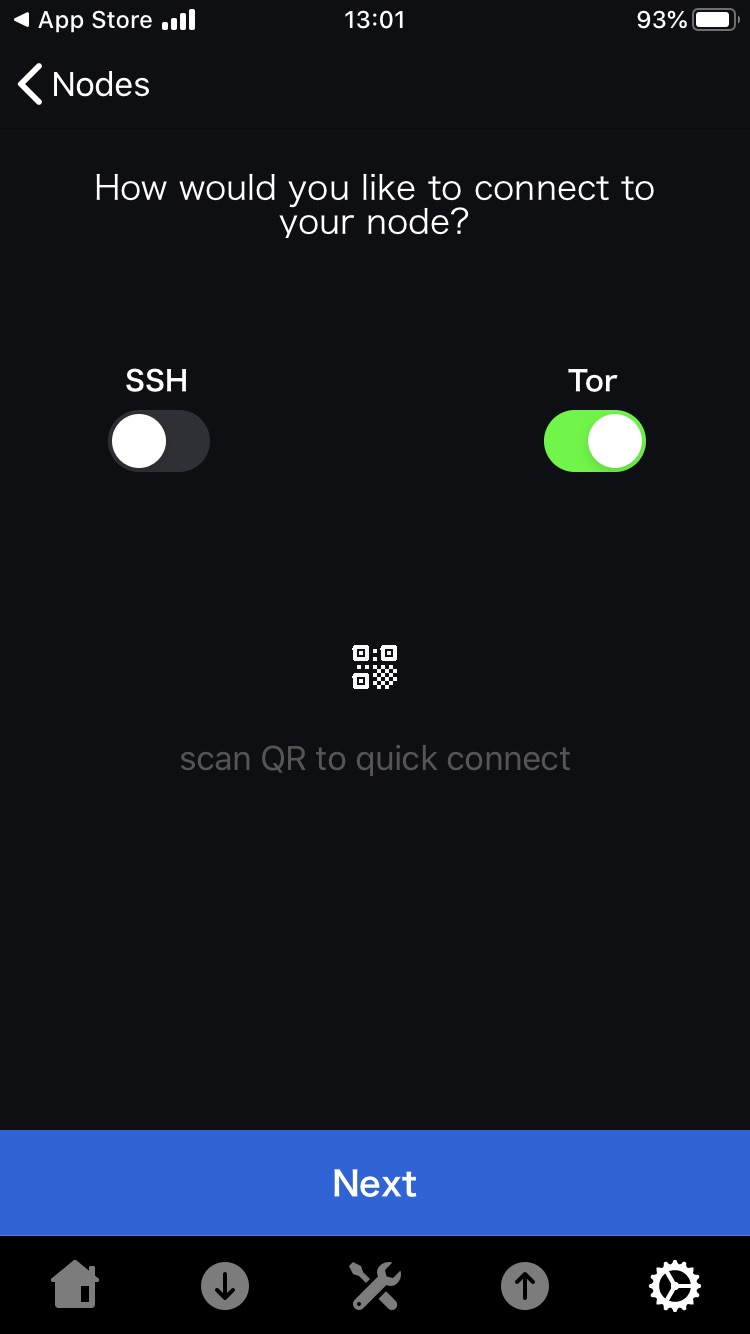 App Store
13:01
93%
Nodes
How would you like to connect to
your node?
SSH
Tor
scan QR to quick connect
Next